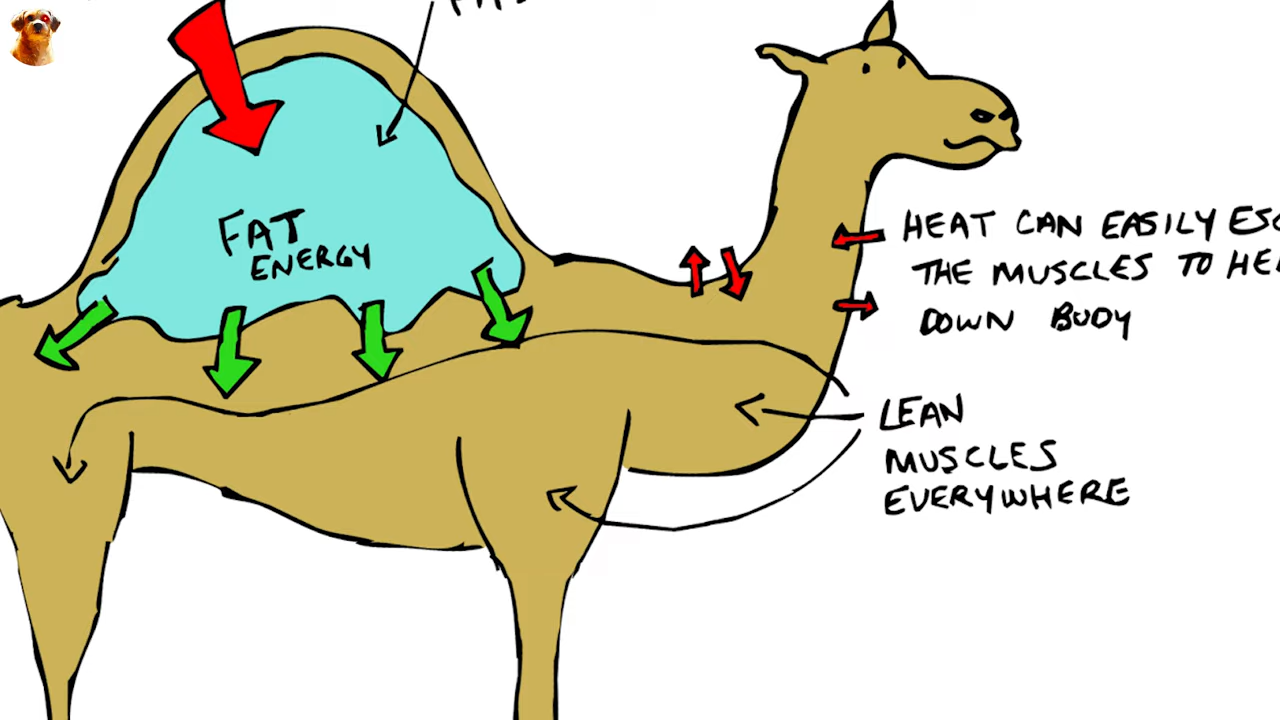 FAT
ENERGY
HEAT CAN EASILY
THE MUSCLES TO
DOWN BODY
LEAN
MUSCLES
EVERYWHERE